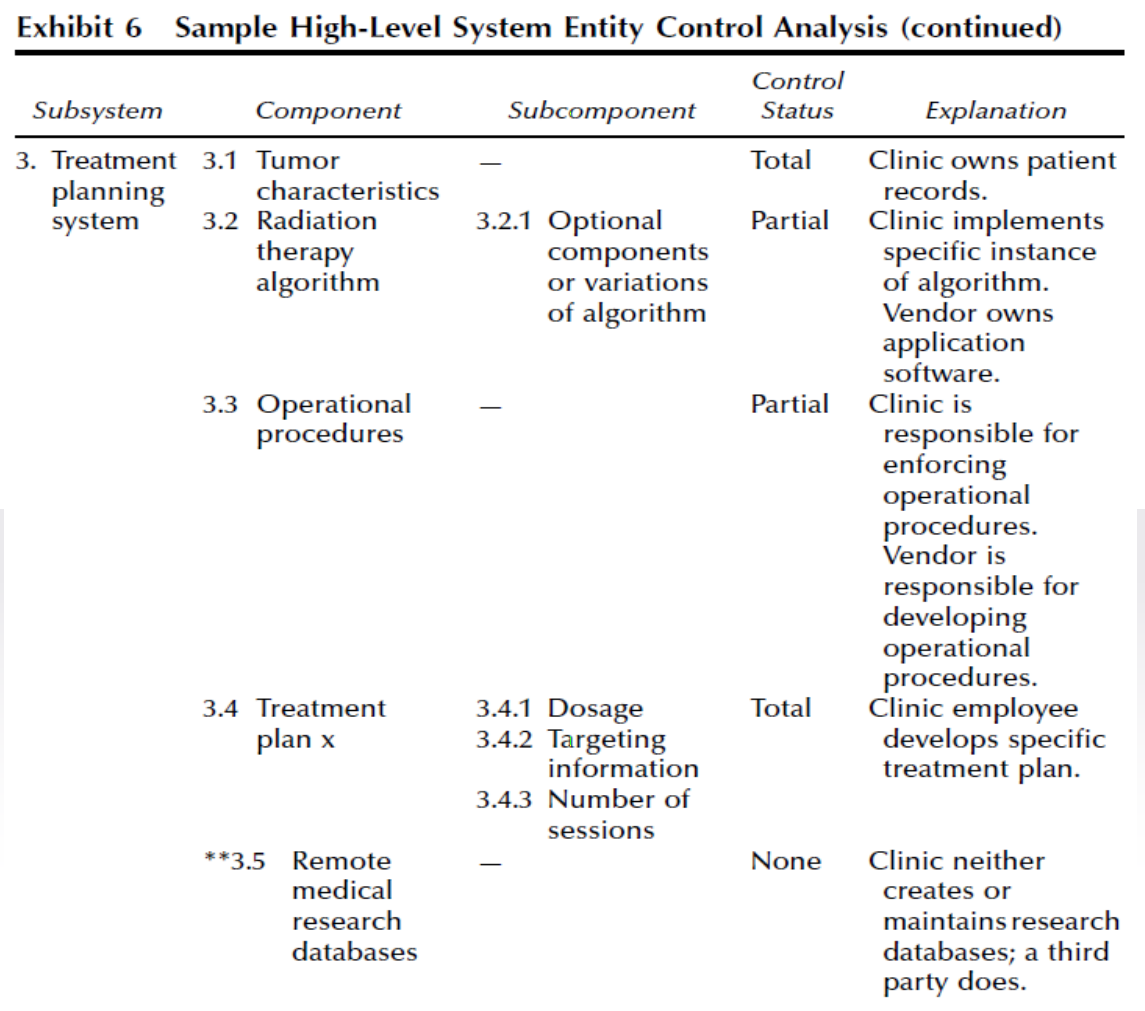 Exhibit 6 Sample High-Level System Entity Control Analysis (continued)
Control
Subsystem Component Subcomponent Status Explanation
3. Treatment 3.1 Tumor — Total Clinic owns patient
planning characteristics records.
system 3.2 Radiation 3.2.1 Optional Partial Clinic implements
therapy components specific instance
algorithm or variations of algorithm.
of algorithm Vendor owns
application
software.
3.3 Operational — Partial Clinic is
procedures responsible for
enforcing
operational
procedures.
Vendor is
responsible for
developing
operational
procedures.
3.4 Treatment 3.4.1 Dosage Total Clinic employee
plan x 3.4.2 Targeting develops specific
information treatment plan.
3.4.3 Number of
sessions
**3.5 Remote — None Clinic neither
medical creates or
research maintains research
databases databases; a third
party does.